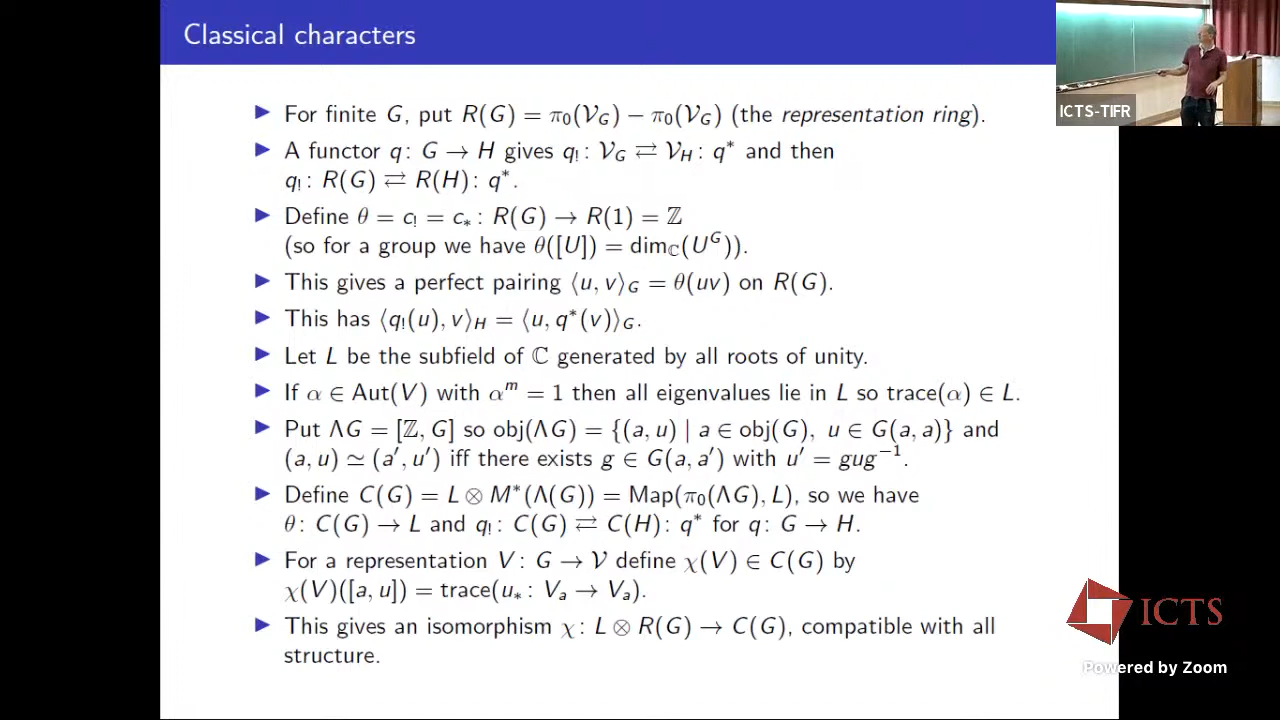 Classical characters
ICTS-TIFR
▶ For finite G, put R(G) = π₀(𝒱_G) − π₀(𝒱_G) (the representation ring).
▶ A functor q: G → H gives q_!: 𝒱_G ⇄ 𝒱_H: q* and then
q_!: R(G) ⇄ R(H): q*.
▶ Define θ = c_! = c_*: R(G) → R(1) = ℤ
(so for a group we have θ([U]) = dim_ℂ(U^G)).
▶ This gives a perfect pairing ⟨u, v⟩_G = θ(uv) on R(G).
▶ This has ⟨q_!(u), v⟩_H = ⟨u, q*(v)⟩_G.
▶ Let L be the subfield of ℂ generated by all roots of unity.
▶ If α ∈ Aut(V) with α^m = 1 then all eigenvalues lie in L so trace(α) ∈ L.
▶ Put ΛG = [ℤ, G] so obj(ΛG) = {(a, u) | a ∈ obj(G), u ∈ G(a, a)} and
(a, u) ≃ (a′, u′) iff there exists g ∈ G(a, a′) with u′ = gug⁻¹.
▶ Define C(G) = L ⊗ M*(Λ(G)) = Map(π₀(ΛG), L), so we have
θ: C(G) → L and q_!: C(G) ⇄ C(H): q* for q: G → H.
▶ For a representation V: G → 𝒱 define χ(V) ∈ C(G) by
χ(V)([a, u]) = trace(u_*: V_a → V_a).
▶ This gives an isomorphism χ: L ⊗ R(G) → C(G), compatible with all
structure.
ICTS
Powered by Zoom